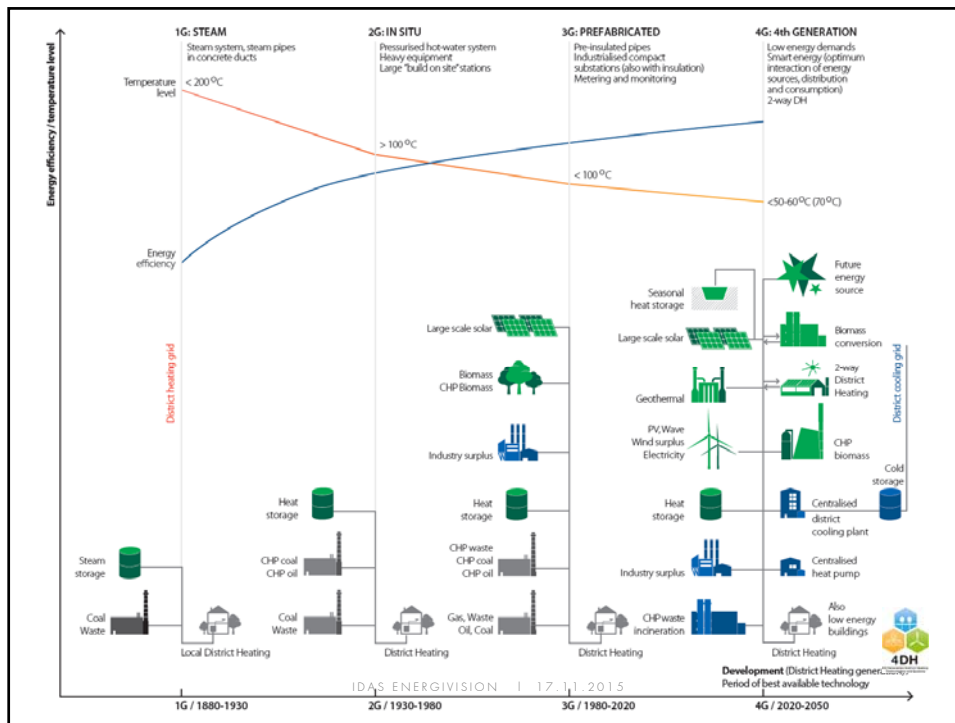 1G: STEAM
Steam system, steam pipes
in concrete ducts
2G: IN SITU
Pressurised hot-water system
Heavy equipment
Large "build on site" stations
3G: PREFABRICATED
Pre-insulated pipes
Industrialised compact
substations (also with insulation)
Metering and monitoring
4G: 4th GENERATION
Low energy demands
Smart energy (optimum
interaction of energy
sources, distribution
and consumption)
2-way DH
Energy efficiency / temperature level
Temperature
level
< 200 °C
> 100 °C
< 100 °C
<50-60 °C (70°C)
Energy
efficiency
District heating grid
District cooling grid
Steam
storage
Coal
Waste
Local District Heating
Heat
storage
CHP coal
CHP oil
Coal
Waste
District Heating
Large scale solar
Biomass
CHP Biomass
Industry surplus
Heat
storage
CHP waste
CHP coal
CHP oil
Gas, Waste
Oil, Coal
District Heating
Seasonal
heat storage
Large scale solar
Geothermal
PV, Wave
Wind surplus
Electricity
Heat
storage
Industry surplus
CHP waste
incineration
Future
energy
source
Biomass
conversion
2-way
District
Heating
CHP
biomass
Cold
storage
Centralised
district
cooling plant
Centralised
heat pump
Also
low energy
buildings
District Heating
4DH
Development (District Heating gener
Period of best available technology
IDAS ENERGIVISION | 17.11.2015
1G / 1880-1930
2G / 1930-1980
3G / 1980-2020
4G / 2020-2050